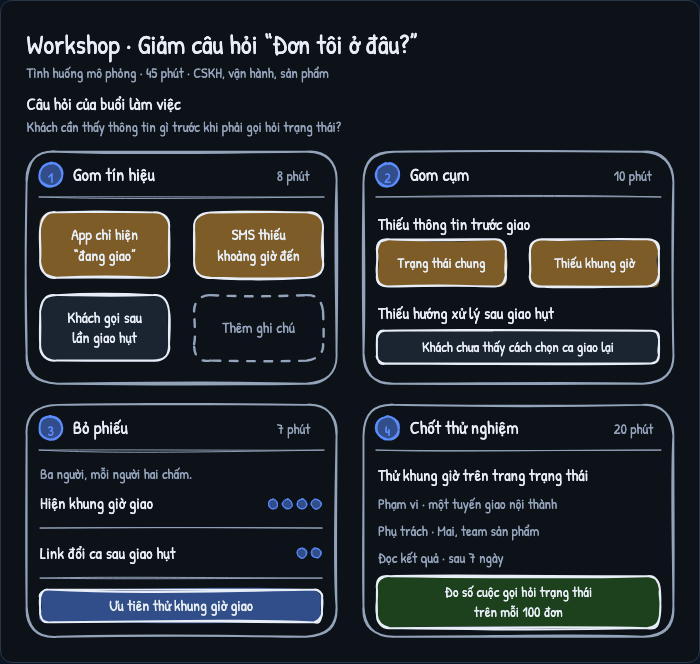 Workshop · Giảm câu hỏi “Đơn tôi ở đâu?”
Tình huống mô phỏng · 45 phút · CSKH, vận hành, sản phẩm
Câu hỏi của buổi làm việc
Khách cần thấy thông tin gì trước khi phải gọi hỏi trạng thái?
1 Gom tín hiệu 8 phút
App chỉ hiện
“đang giao”
SMS thiếu
khoảng giờ đến
Khách gọi sau
lần giao hụt
Thêm ghi chú
2 Gom cụm 10 phút
Thiếu thông tin trước giao
Trạng thái chung
Thiếu khung giờ
Thiếu hướng xử lý sau giao hụt
Khách chưa thấy cách chọn ca giao lại
3 Bỏ phiếu 7 phút
Ba người, mỗi người hai chấm.
Hiện khung giờ giao
Link đổi ca sau giao hụt
Ưu tiên thử khung giờ giao
4 Chốt thử nghiệm 20 phút
Thử khung giờ trên trang trạng thái
Phạm vi · một tuyến giao nội thành
Phụ trách · Mai, team sản phẩm
Đọc kết quả · sau 7 ngày
Đo số cuộc gọi hỏi trạng thái
trên mỗi 100 đơn